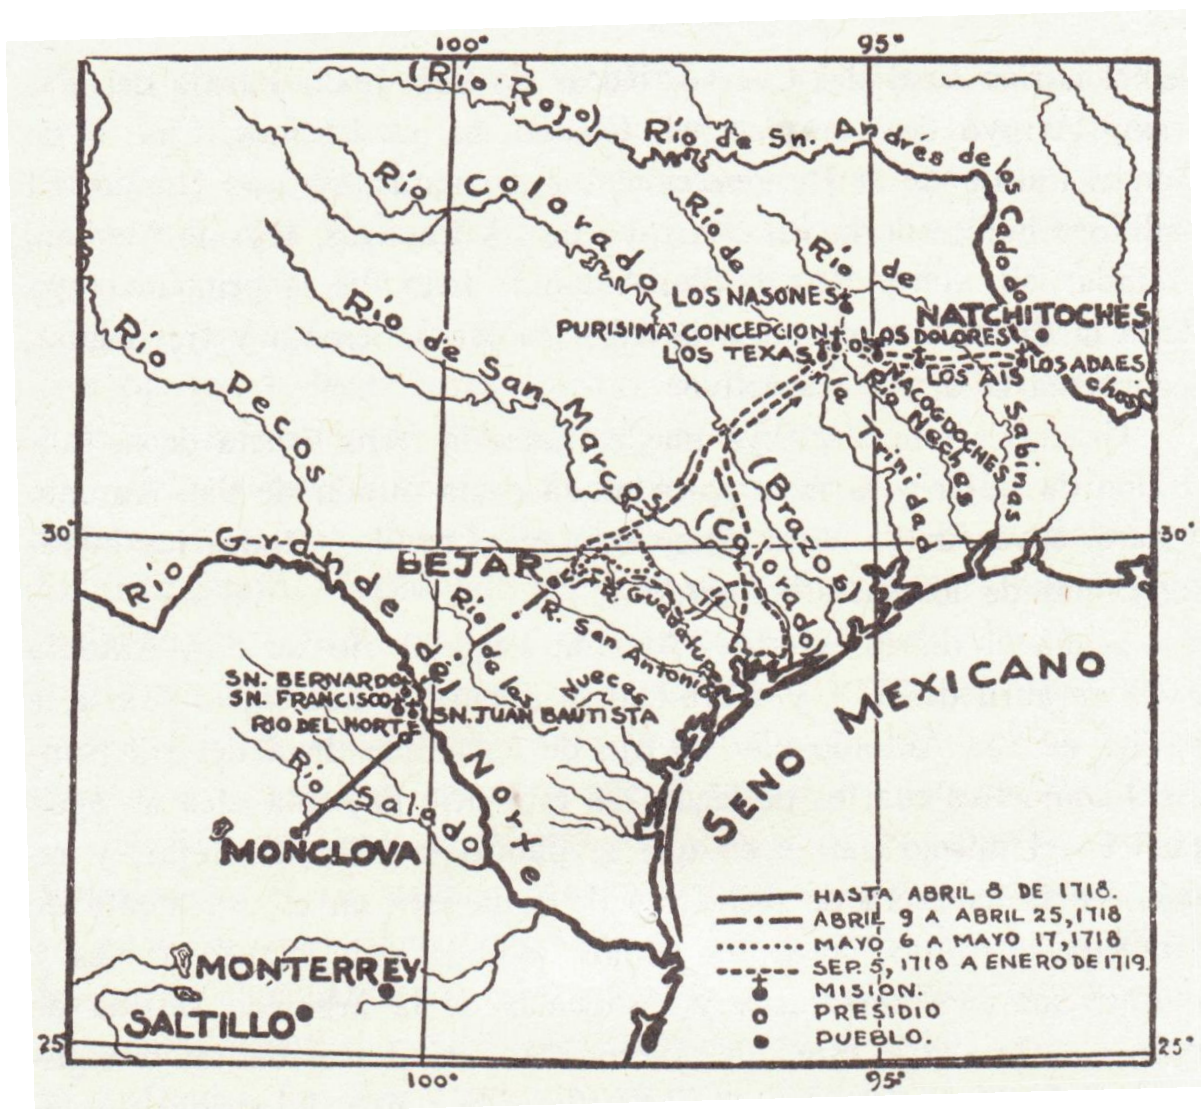 100°
95°
(Río Rojo)
Río de Sn. Andres de los Cadodachos
Río Colorado
Río de la Trinidad
Río de Sabinas
LOS NASONES
NATCHITOCHES
PURISIMA CONCEPCION
LOS DOLORES
LOS TEXAS
LOS AIS
LOS ADAES
NACOGDOCHES
Río Neches
Río de San Marcos
(Colorado)
(Brazos
Río Pecos
30°
30°
Río Grande del Norte
BEJAR
R. Guadalupe
R. San Antonio
Río de los Nuecas
SN. BERNARDO
SN. FRANCISCO
SN. JUAN BAUTISTA
RIO DEL NORTE
Río Salado
SENO MEXICANO
MONCLOVA
MONTERREY
SALTILLO
HASTA ABRIL 8 DE 1718.
ABRIL 9 A ABRIL 25, 1718
MAYO 6 A MAYO 17, 1718
SEP. 5, 1718 A ENERO DE 1719.
MISION.
PRESIDIO
PUEBLO.
25°
25°
100°
95°